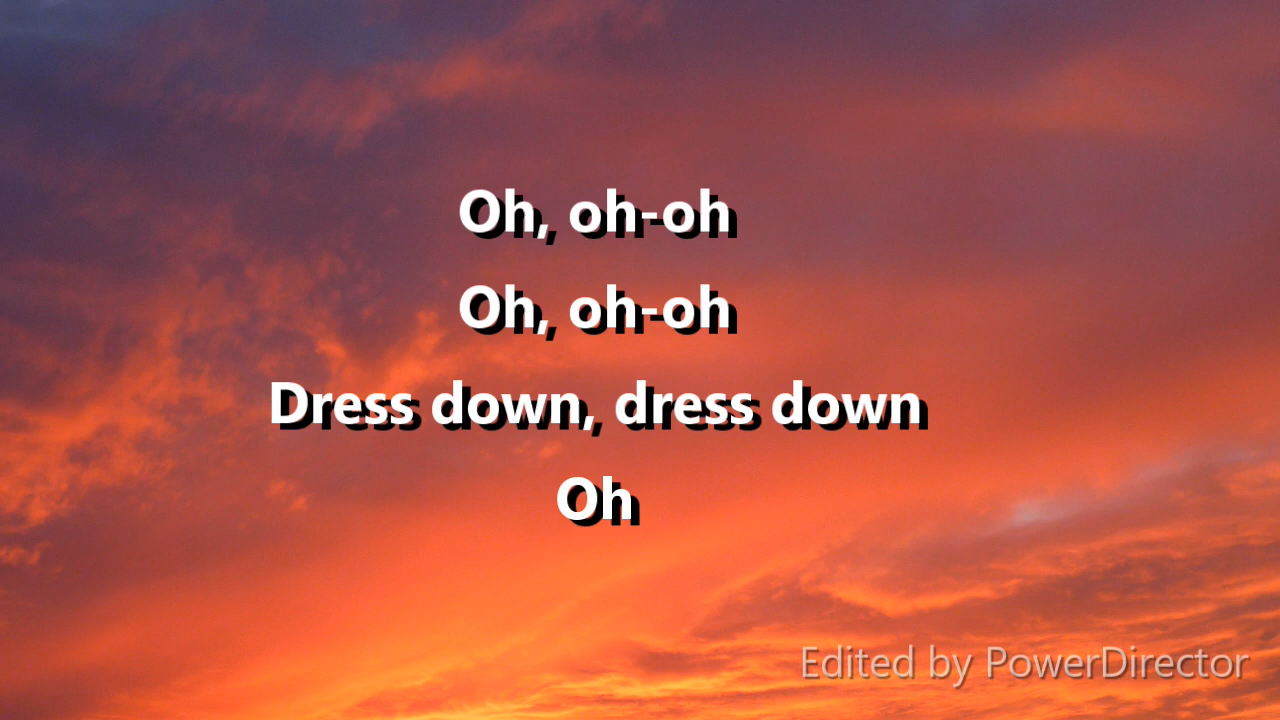 Oh, oh-oh
Oh, oh-oh
Dress down, dress down
Oh
Edited by PowerDirector